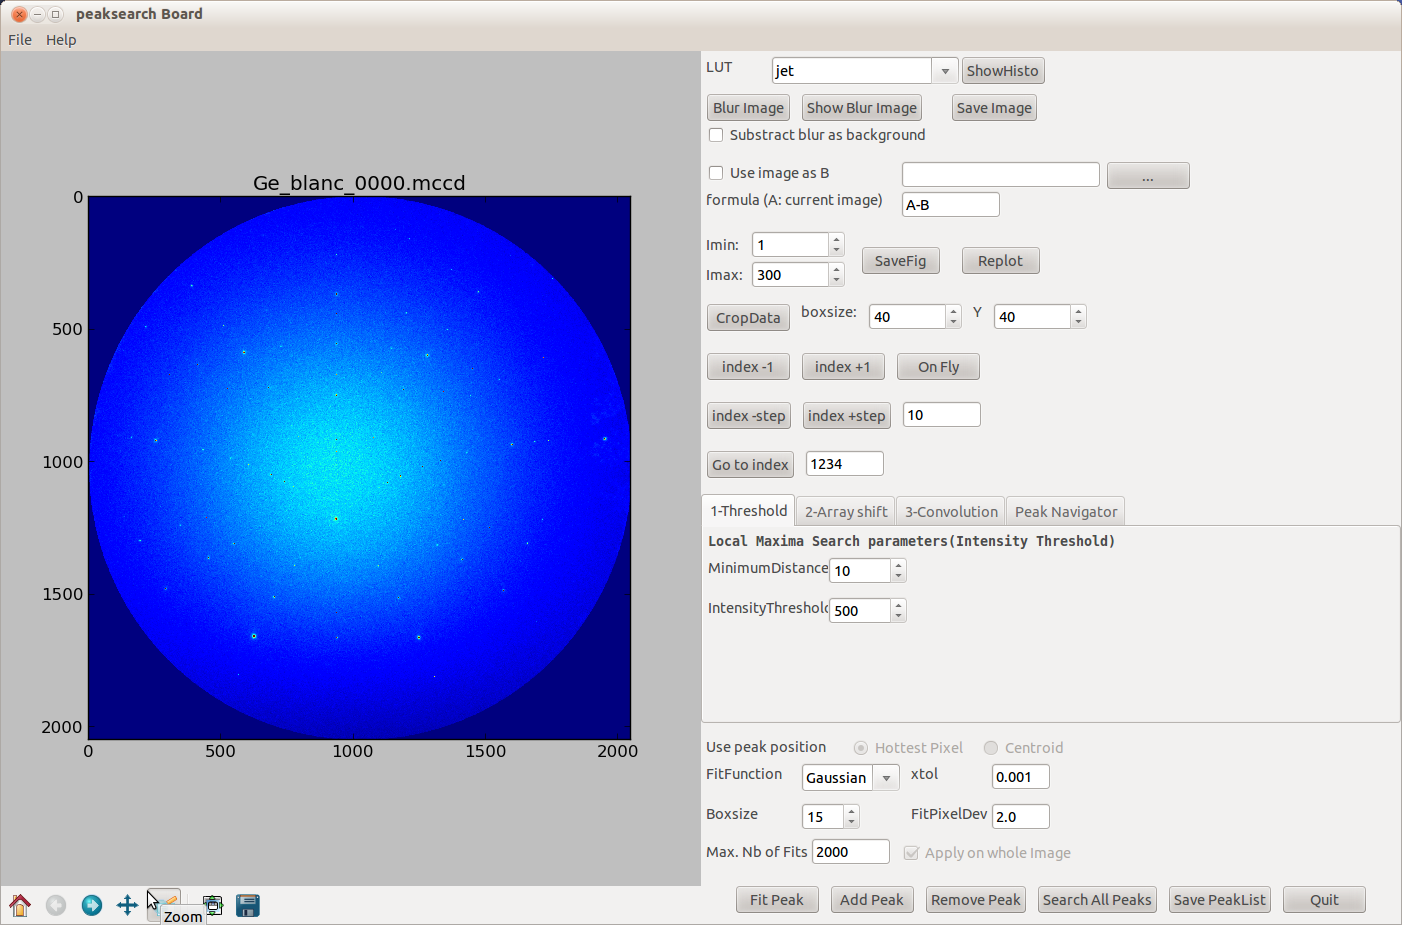 peaksearch Board
File Help
Ge_blanc_0000.mccd
0
500
1000
1500
2000
0 500 1000 1500 2000
Zoom
LUT jet ShowHisto
Blur Image Show Blur Image Save Image
Substract blur as background
Use image as B ...
formula (A: current image) A-B
Imin: 1
Imax: 300 SaveFig Replot
CropData boxsize: 40 Y 40
index -1 index +1 On Fly
index -step index +step 10
Go to index 1234
1-Threshold 2-Array shift 3-Convolution Peak Navigator
Local Maxima Search parameters(Intensity Threshold)
MinimumDistance 10
IntensityThreshold 500
Use peak position Hottest Pixel Centroid
FitFunction Gaussian xtol 0.001
Boxsize 15 FitPixelDev 2.0
Max. Nb of Fits 2000 Apply on whole Image
Fit Peak Add Peak Remove Peak Search All Peaks Save PeakList Quit